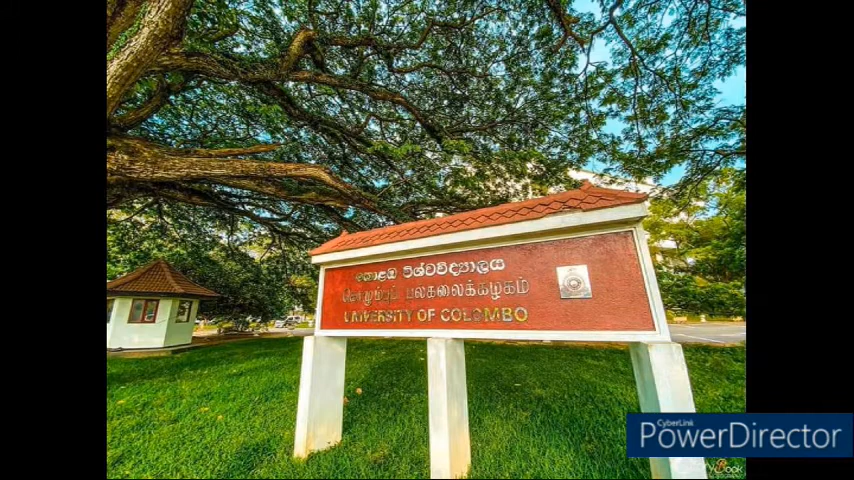 කොළඹ විශ්වවිද්‍යාලය
கொழும்புப் பல்கலைக்கழகம்
UNIVERSITY OF COLOMBO
CyberLink
PowerDirector